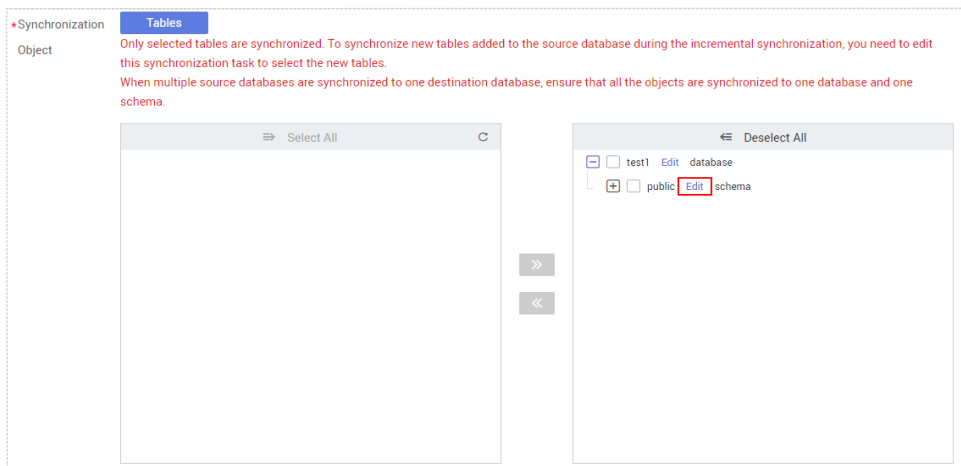 *Synchronization
Object
Tables
Only selected tables are synchronized. To synchronize new tables added to the source database during the incremental synchronization, you need to edit
this synchronization task to select the new tables.
When multiple source databases are synchronized to one destination database, ensure that all the objects are synchronized to one database and one
schema.
Select All
Deselect All
test1 Edit database
public Edit schema